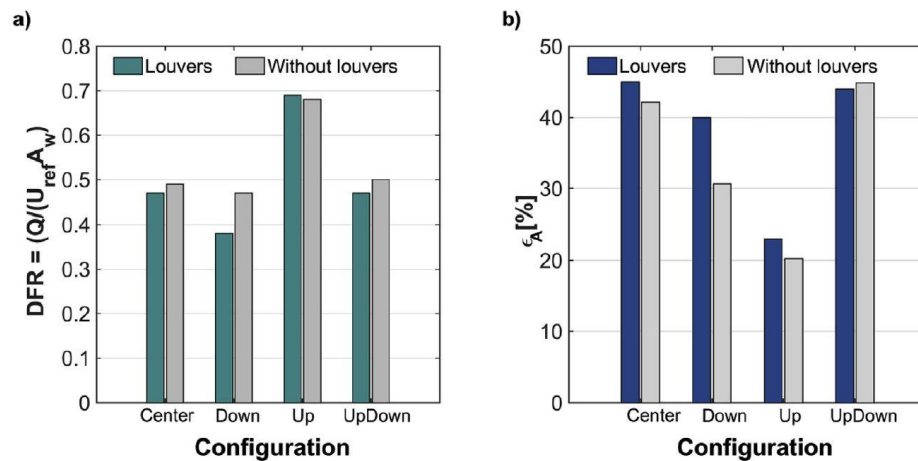 a)
0.8
0.7
0.6
0.5
0.4
0.3
0.2
0.1
0
DFR = (Q/(U_ref A_w)
Louvers Without louvers
Center Down Up UpDown
Configuration
b)
50
40
30
20
10
0
ϵ_A[%]
Louvers Without louvers
Center Down Up UpDown
Configuration